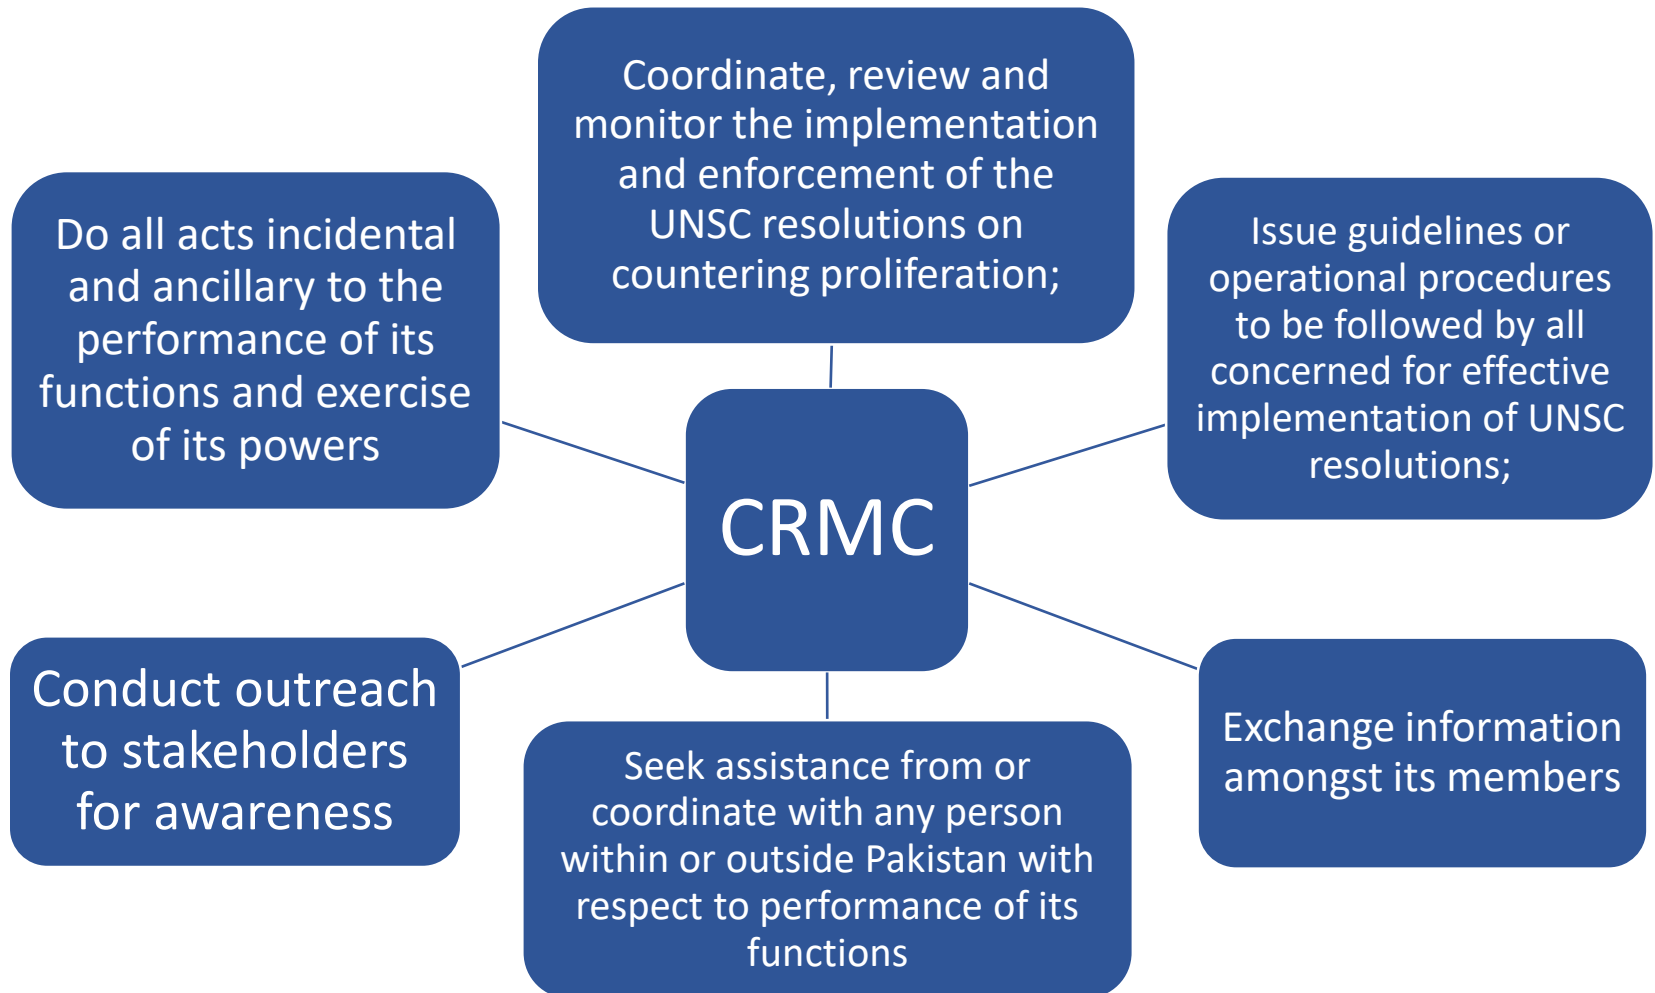 Coordinate, review and
monitor the implementation
and enforcement of the
UNSC resolutions on
countering proliferation;
Issue guidelines or
operational procedures
to be followed by all
concerned for effective
implementation of UNSC
resolutions;
Exchange information
amongst its members
Seek assistance from or
coordinate with any person
within or outside Pakistan with
respect to performance of its
functions
Conduct outreach
to stakeholders
for awareness
Do all acts incidental
and ancillary to the
performance of its
functions and exercise
of its powers
CRMC